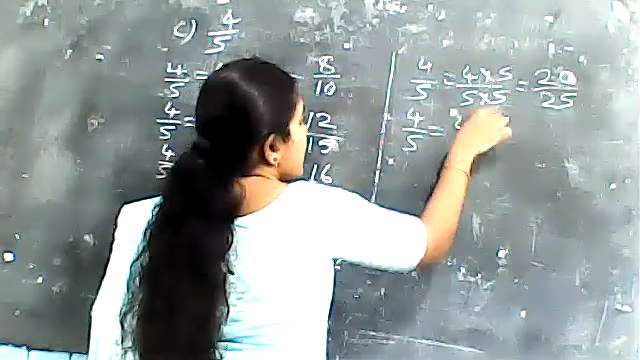 c) 4/5
4/5 = 8/10
4/5 = 12/15
4/5 16
4/5 = 4×5/5×5 = 20/25
4/5 =